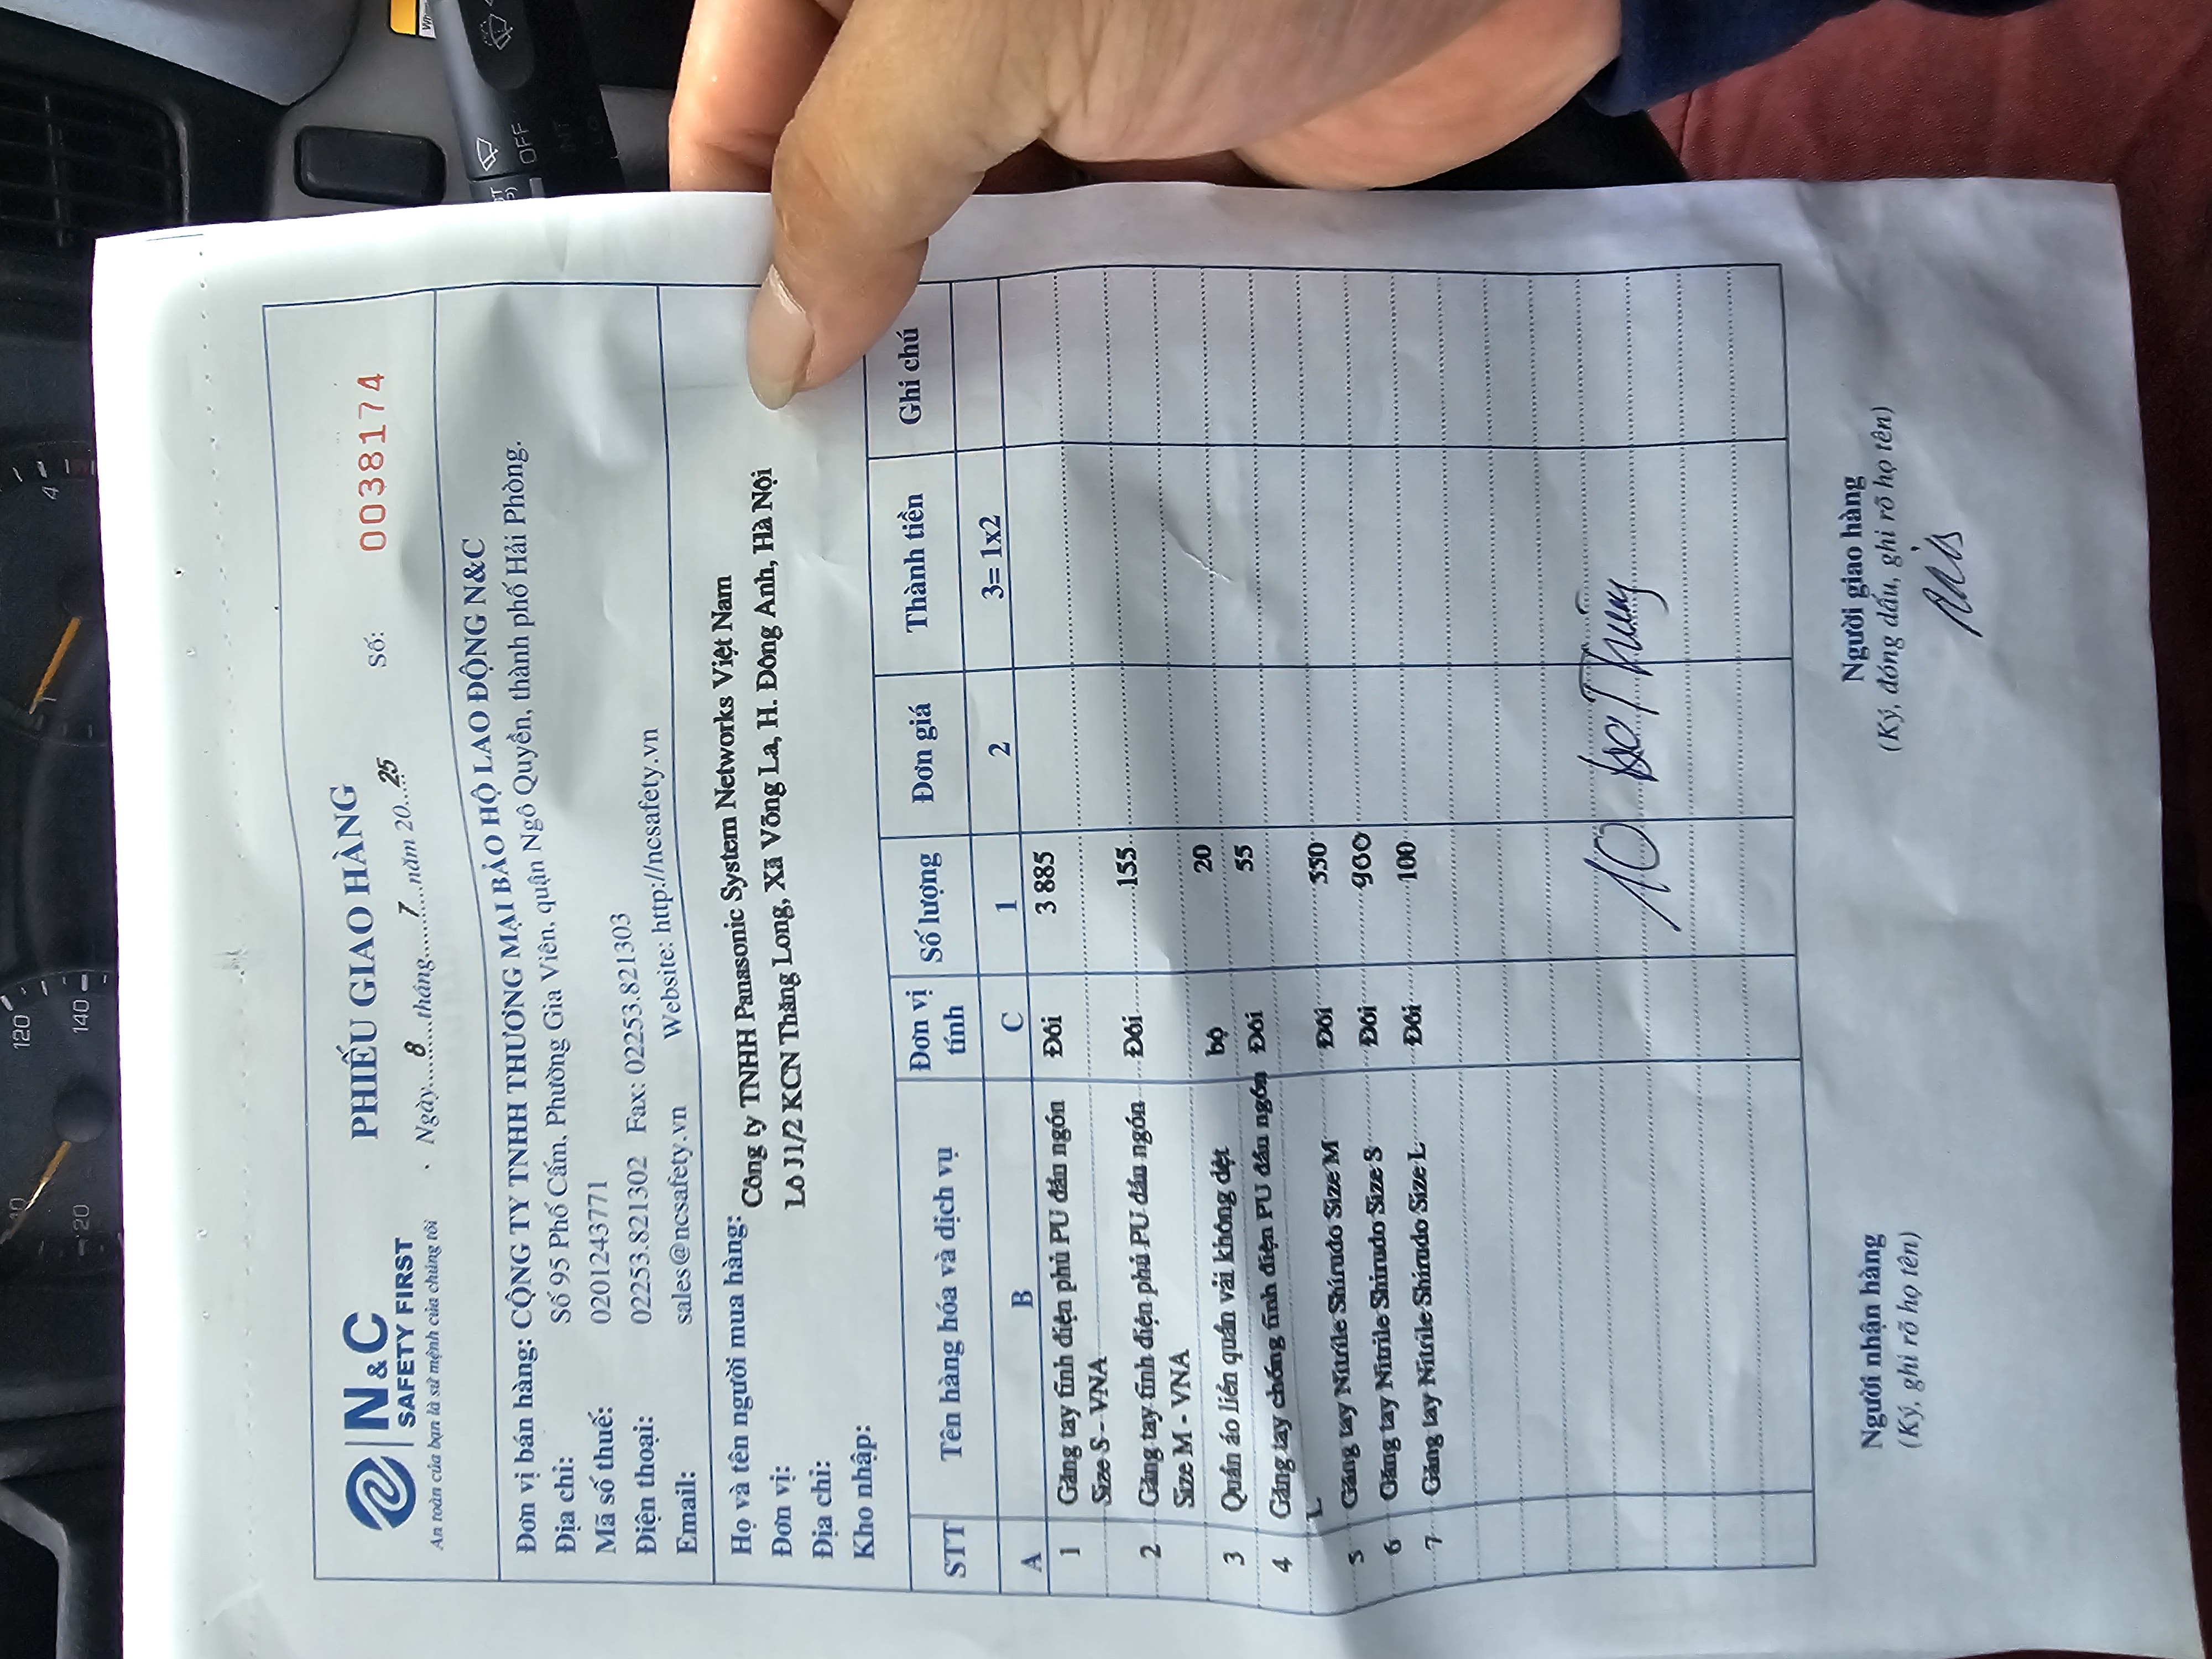 N&C
SAFETY FIRST
An toàn của bạn là sứ mệnh của chúng tôi
PHIẾU GIAO HÀNG
Ngày 8 tháng 7 năm 2025
Số: 0038174
Đơn vị bán hàng: CÔNG TY TNHH THƯƠNG MẠI BẢO HỘ LAO ĐỘNG N&C
Địa chỉ: Số 95 Phố Cấm, Phường Gia Viên, quận Ngô Quyền, thành phố Hải Phòng.
Mã số thuế: 0201243771
Điện thoại: 02253.821302 Fax: 02253.821303
Email: sales@ncsafety.vn Website: http://ncsafety.vn
Họ và tên người mua hàng:
Đơn vị: Công ty TNHH Panasonic System Networks Việt Nam
Địa chỉ: Lô J1/2 KCN Thăng Long, Xã Võng La, H. Đông Anh, Hà Nội
Kho nhập:
STT Tên hàng hóa và dịch vụ Đơn vị tính Số lượng Đơn giá Thành tiền Ghi chú
A B C 1 2 3= 1x2
1 Găng tay tĩnh điện phủ PU đầu ngón Đôi 3 885
Size S - VNA
2 Găng tay tĩnh điện phủ PU đầu ngón Đôi 155
Size M - VNA
3 Quần áo liền quần vải không dệt bộ 20
4 Găng tay chống tĩnh điện PU đầu ngón Đôi 55
L
5 Găng tay Nitrile Shirudo Size M Đôi 350
6 Găng tay Nitrile Shirudo Size S Đôi 900
7 Găng tay Nitrile Shirudo Size L Đôi 100
10 bao Thùng
Người nhận hàng
(Ký, ghi rõ họ tên)
Người giao hàng
(Ký, đóng dấu, ghi rõ họ tên)
OFF
4
120
140
20